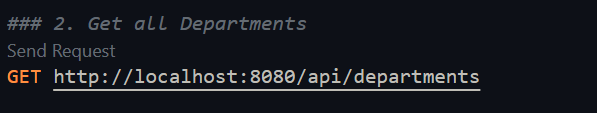 ### 2. Get all Departments
Send Request
GET http://localhost:8080/api/departments